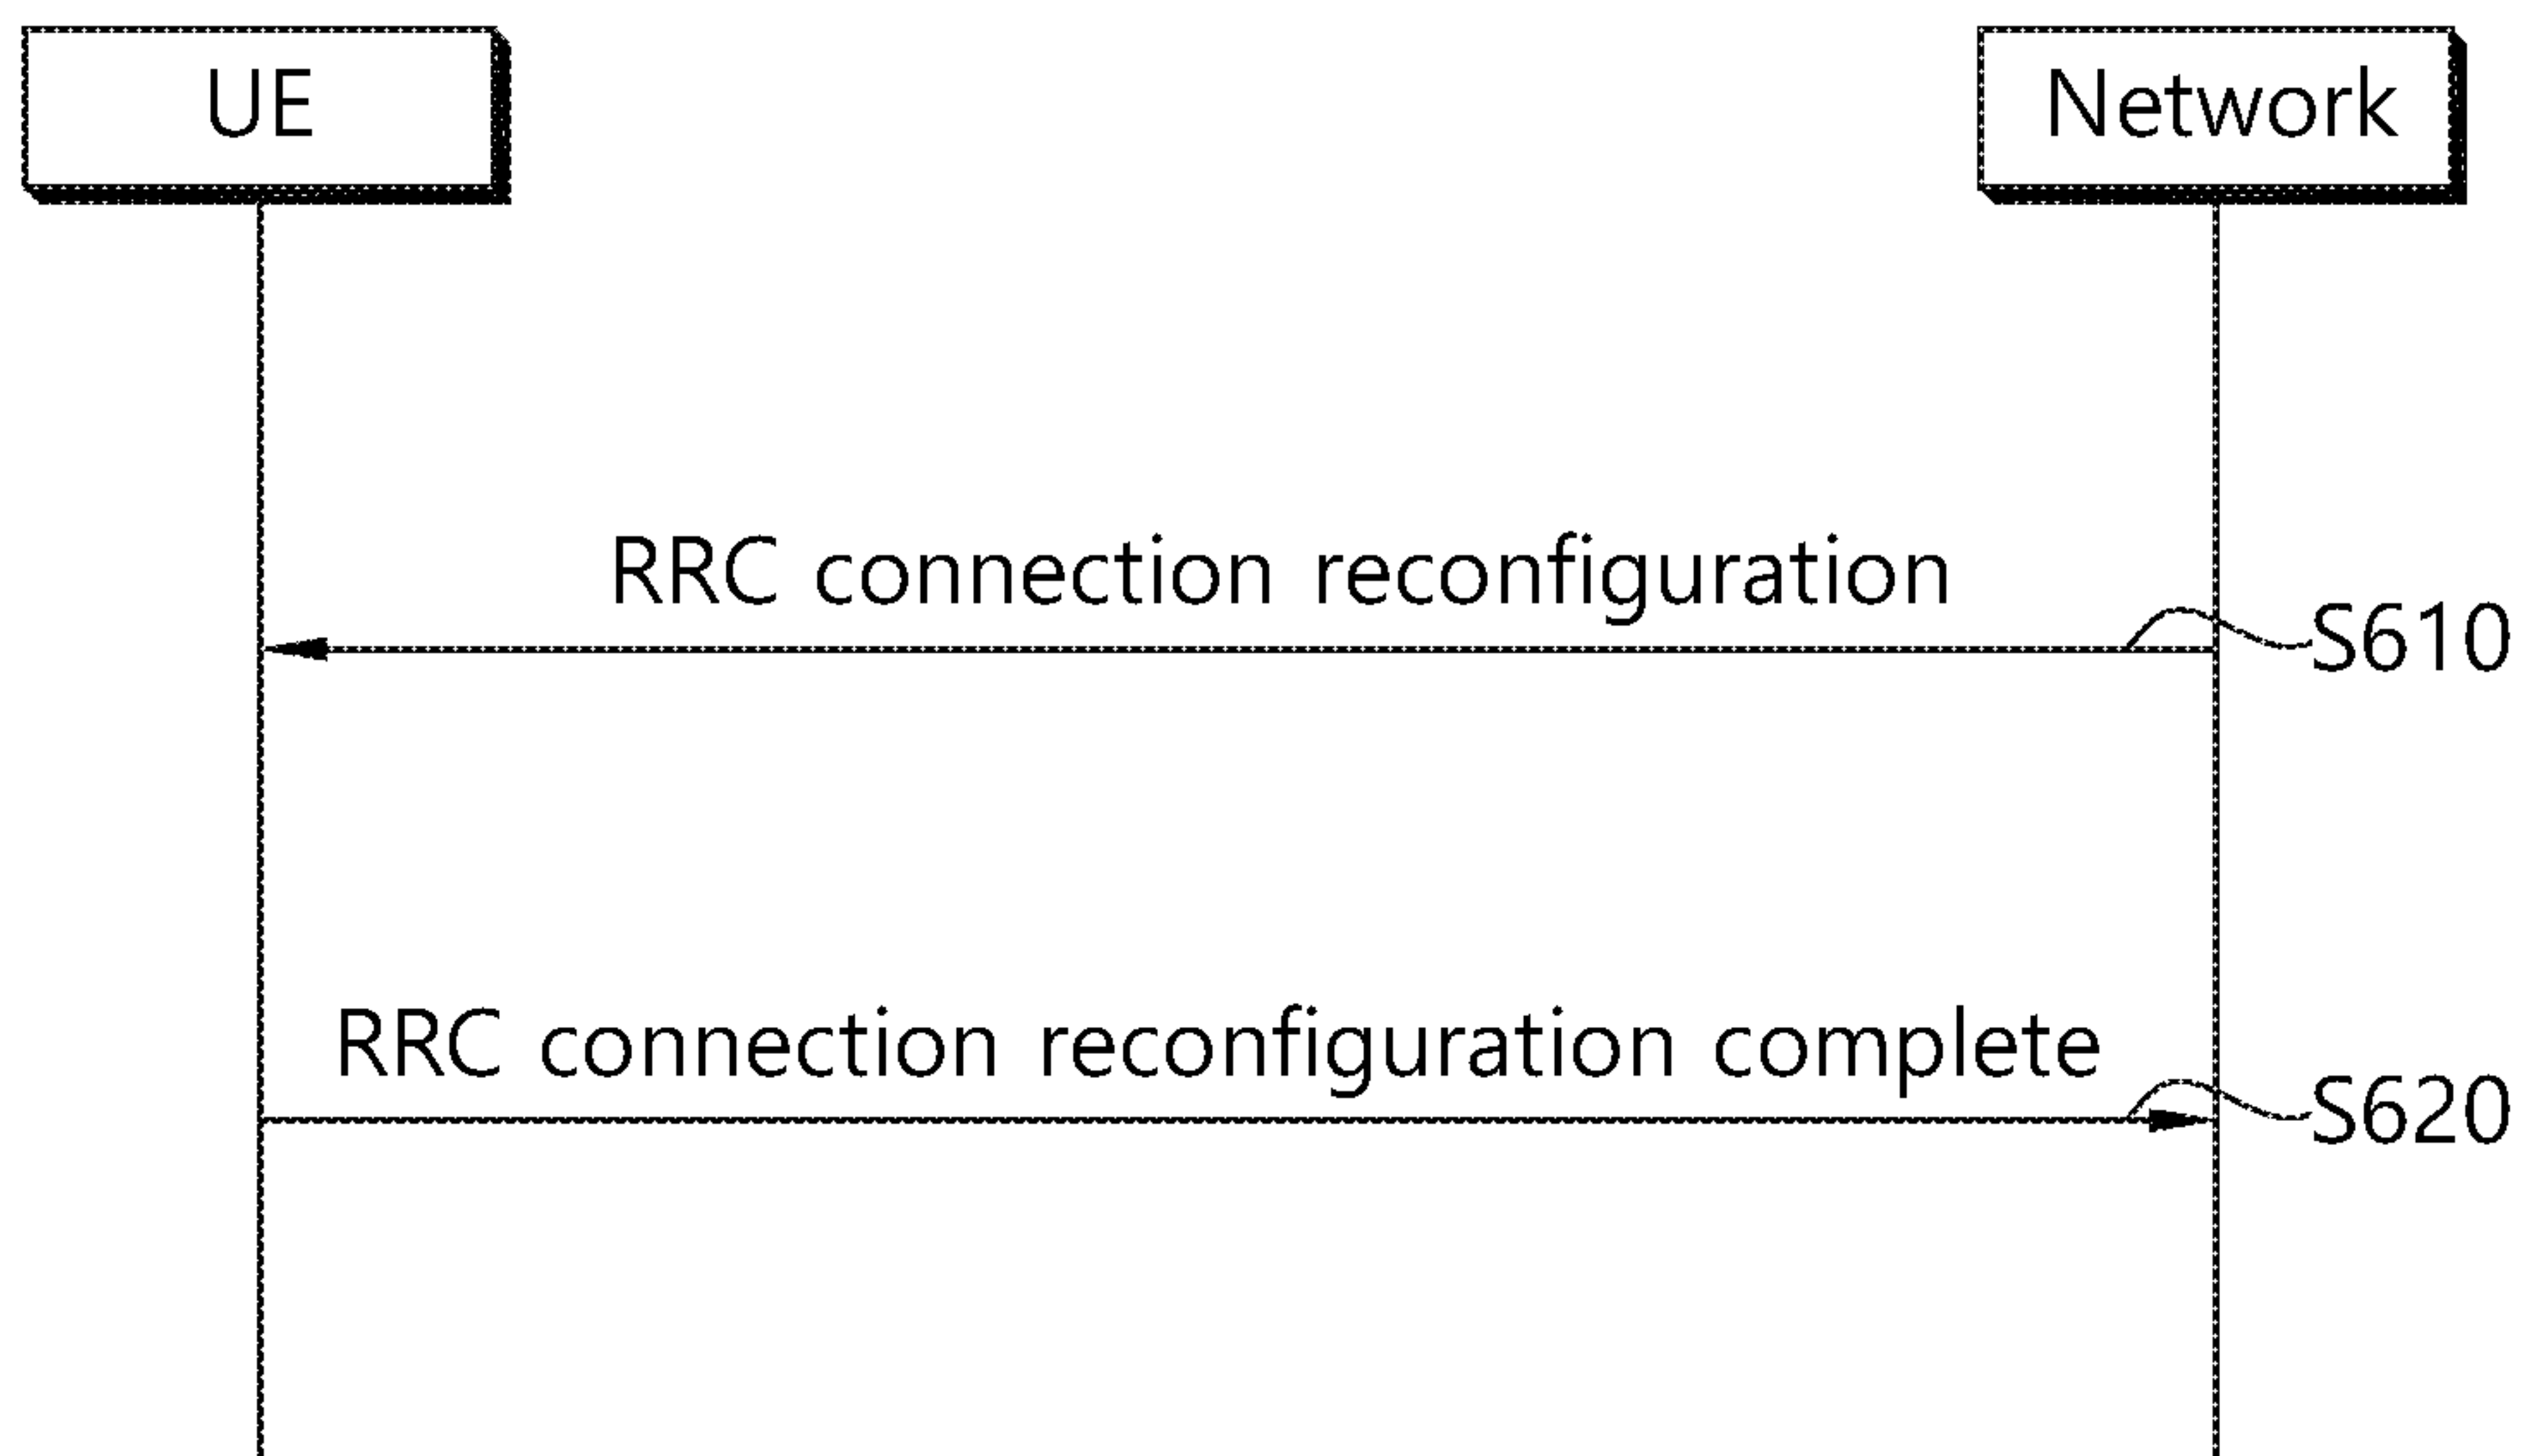 UE
Network
RRC connection reconfiguration
S610
RRC connection reconfiguration complete
S620